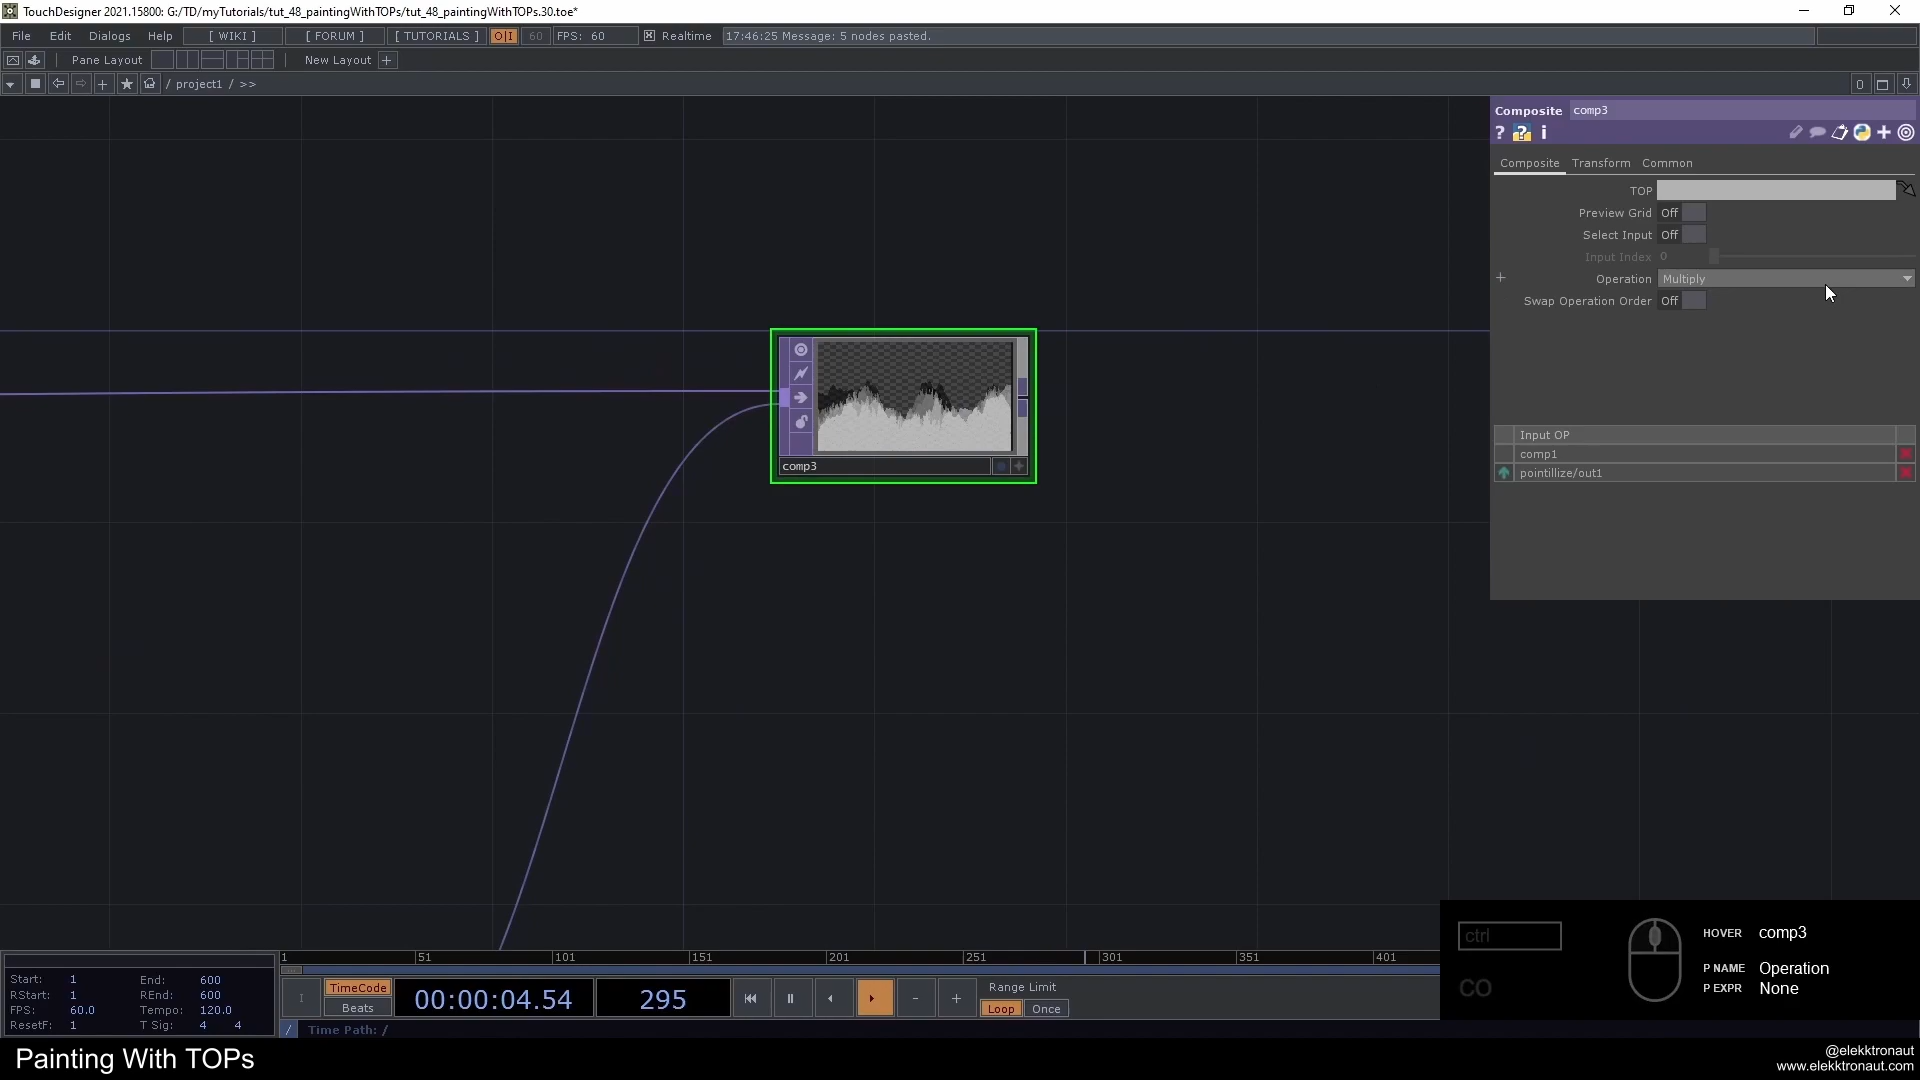 TouchDesigner 2021.15800: G:/TD/myTutorials/tut_48_paintingWithTOPs/tut_48_paintingWithTOPs.30.toe*
File Edit Dialogs Help [ WIKI ] [ FORUM ] [ TUTORIALS ] O|I 60 FPS: 60 Realtime 17:46:25 Message: 5 nodes pasted.
Pane Layout New Layout +
/ project1 / >> 0
Composite comp3
? ? i
Composite Transform Common
TOP
Preview Grid Off
Select Input Off
Input Index 0
+ Operation Multiply
Swap Operation Order Off
comp3
Input OP
comp1
pointillize/out1
ctrl
CO
HOVER comp3
P NAME Operation
P EXPR None
1 51 101 151 201 251 301 351 401
Start: 1 End: 600
RStart: 1 REnd: 600
FPS: 60.0 Tempo: 120.0
ResetF: 1 T Sig: 4 4
I TimeCode Beats 00:00:04.54 295 - +
Range Limit
Loop Once
/ Time Path: /
Painting With TOPs
@elekktronaut
www.elekktronaut.com